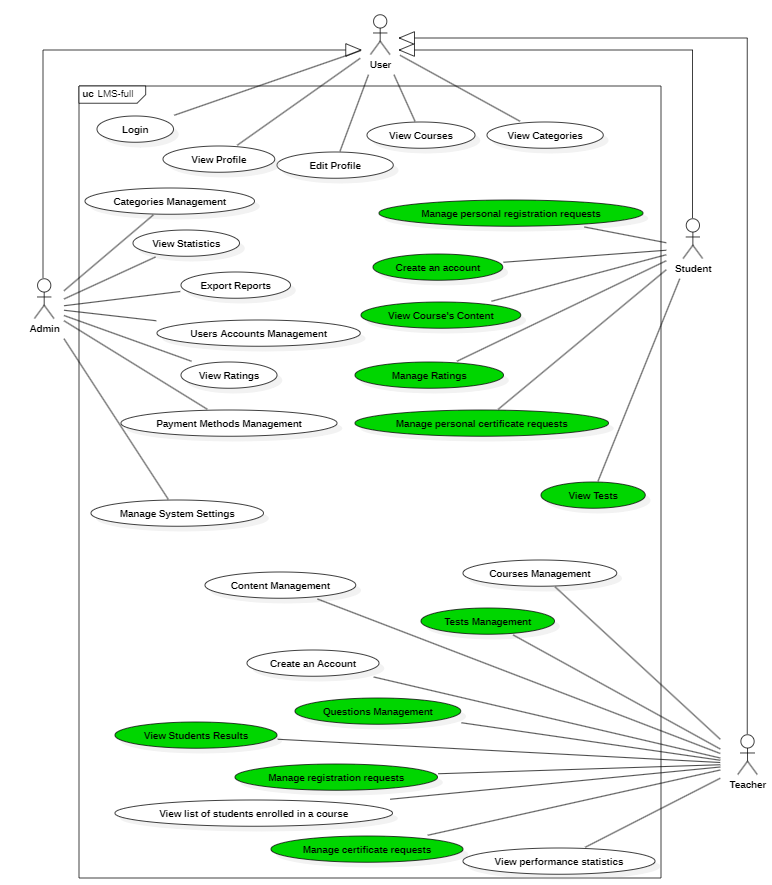 User
uc LMS-full
Login
View Courses
View Categories
View Profile
Edit Profile
Categories Management
Manage personal registration requests
View Statistics
Create an account
Student
Export Reports
View Course's Content
Admin
Users Accounts Management
View Ratings
Manage Ratings
Payment Methods Management
Manage personal certificate requests
View Tests
Manage System Settings
Courses Management
Content Management
Tests Management
Create an Account
Questions Management
View Students Results
Manage registration requests
Teacher
View list of students enrolled in a course
Manage certificate requests
View performance statistics